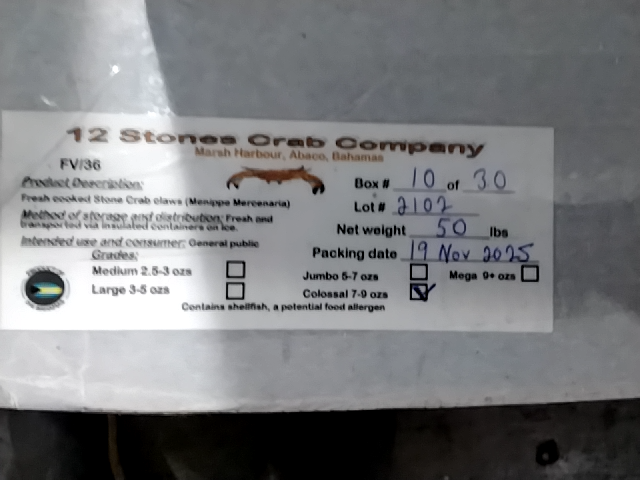 12 Stones Crab Company
Marsh Harbour, Abaco, Bahamas
FV/36
Product Description:
Fresh cooked Stone Crab claws (Menippe Mercenaria)
Method of storage and distribution: Fresh and
transported via insulated containers on ice.
Intended use and consumer: General public
Grades:
Medium 2.5-3 ozs
Large 3-5 ozs
Box # 10 of 30
Lot # 2102
Net weight 50 lbs
Packing date 19 Nov 2025
Jumbo 5-7 ozs
Mega 9+ ozs
Colossal 7-9 ozs
Contains shellfish, a potential food allergen